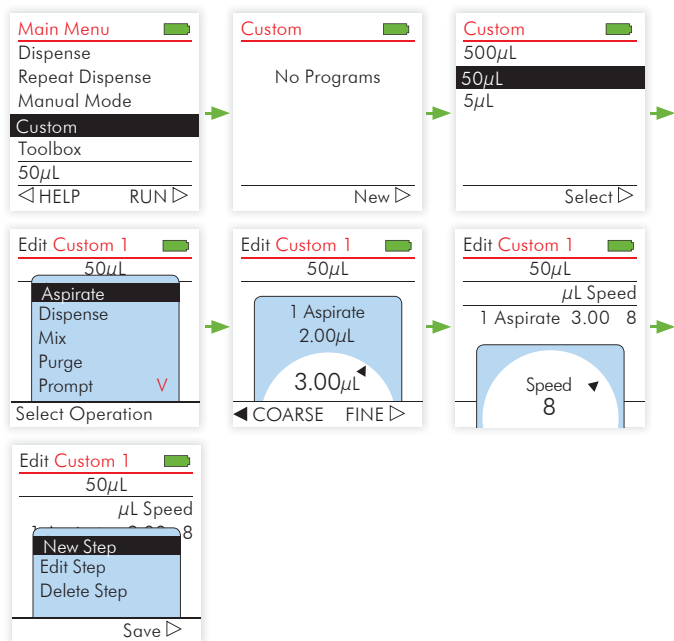 Main Menu
Dispense
Repeat Dispense
Manual Mode
Custom
Toolbox
50μL
◁ HELP RUN ▷
Custom
No Programs
New ▷
Custom
500μL
50μL
5μL
Select ▷
Edit Custom 1
50μL
Aspirate
Dispense
Mix
Purge
Prompt V
Select Operation
Edit Custom 1
50μL
1 Aspirate
2.00μL
3.00μL
◀ COARSE FINE ▷
Edit Custom 1
50μL
μL Speed
1 Aspirate 3.00 8
Speed
8
Edit Custom 1
50μL
μL Speed
8
New Step
Edit Step
Delete Step
Save ▷